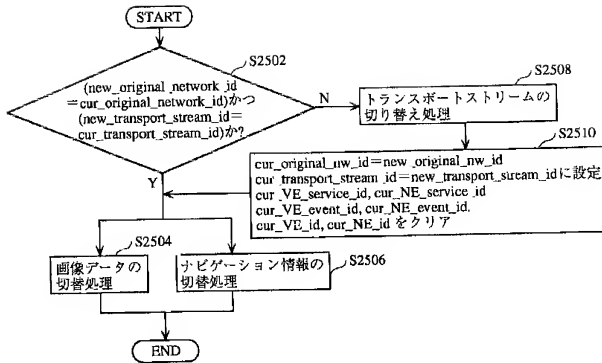 START
S2502
(new_original_network_id
=cur_original_network_id)かつ
(new_transport_stream_id=
cur_transport_stream_id)か?
N
S2508
トランスポートストリームの
切り替え処理
S2510
cur_original_nw_id=new_original_nw_id
cur_transport_stream_id=new_transport_stream_idに設定
cur_VE_service_id, cur_NE_service_id
cur_VE_event_id, cur_NE_event_id,
cur_VE_id, cur_NE_id をクリア
Y
S2504
画像データの
切替処理
S2506
ナビゲーション情報の
切替処理
END